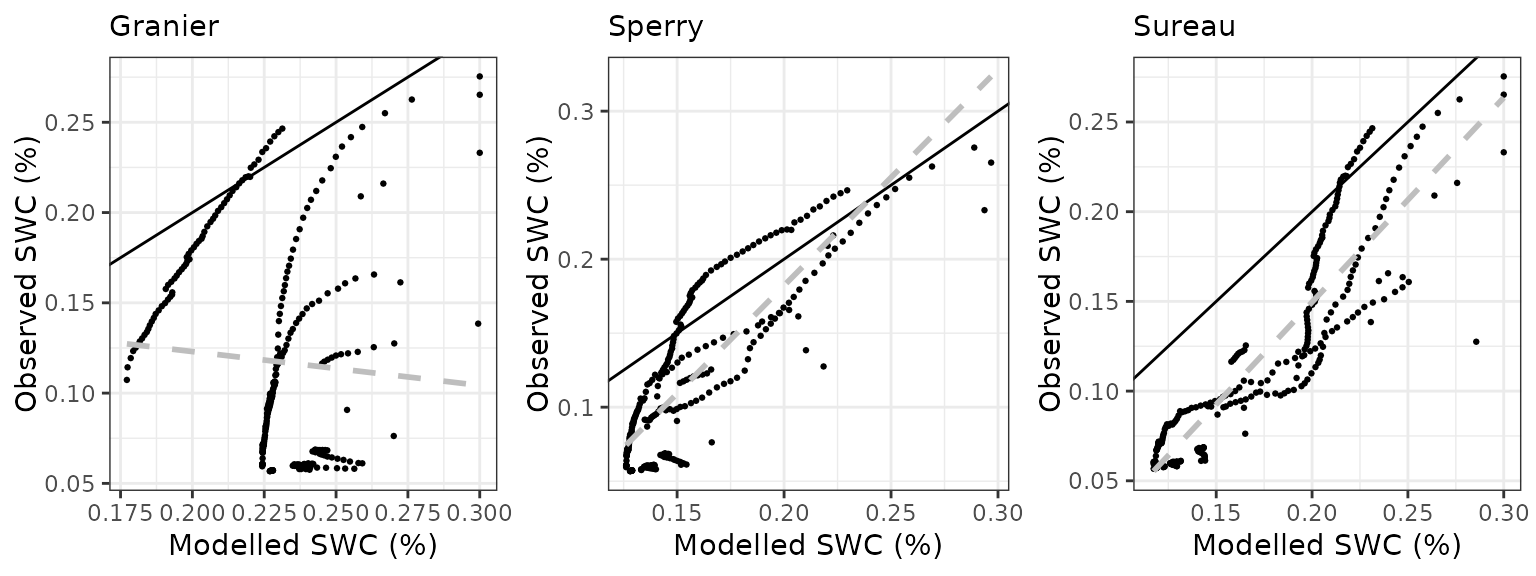 Granier
Observed SWC (%)
0.25
0.20
0.15
0.10
0.05
0.175 0.200 0.225 0.250 0.275 0.300
Modelled SWC (%)
Sperry
Observed SWC (%)
0.3
0.2
0.1
0.15 0.20 0.25 0.30
Modelled SWC (%)
Sureau
Observed SWC (%)
0.25
0.20
0.15
0.10
0.05
0.15 0.20 0.25 0.30
Modelled SWC (%)